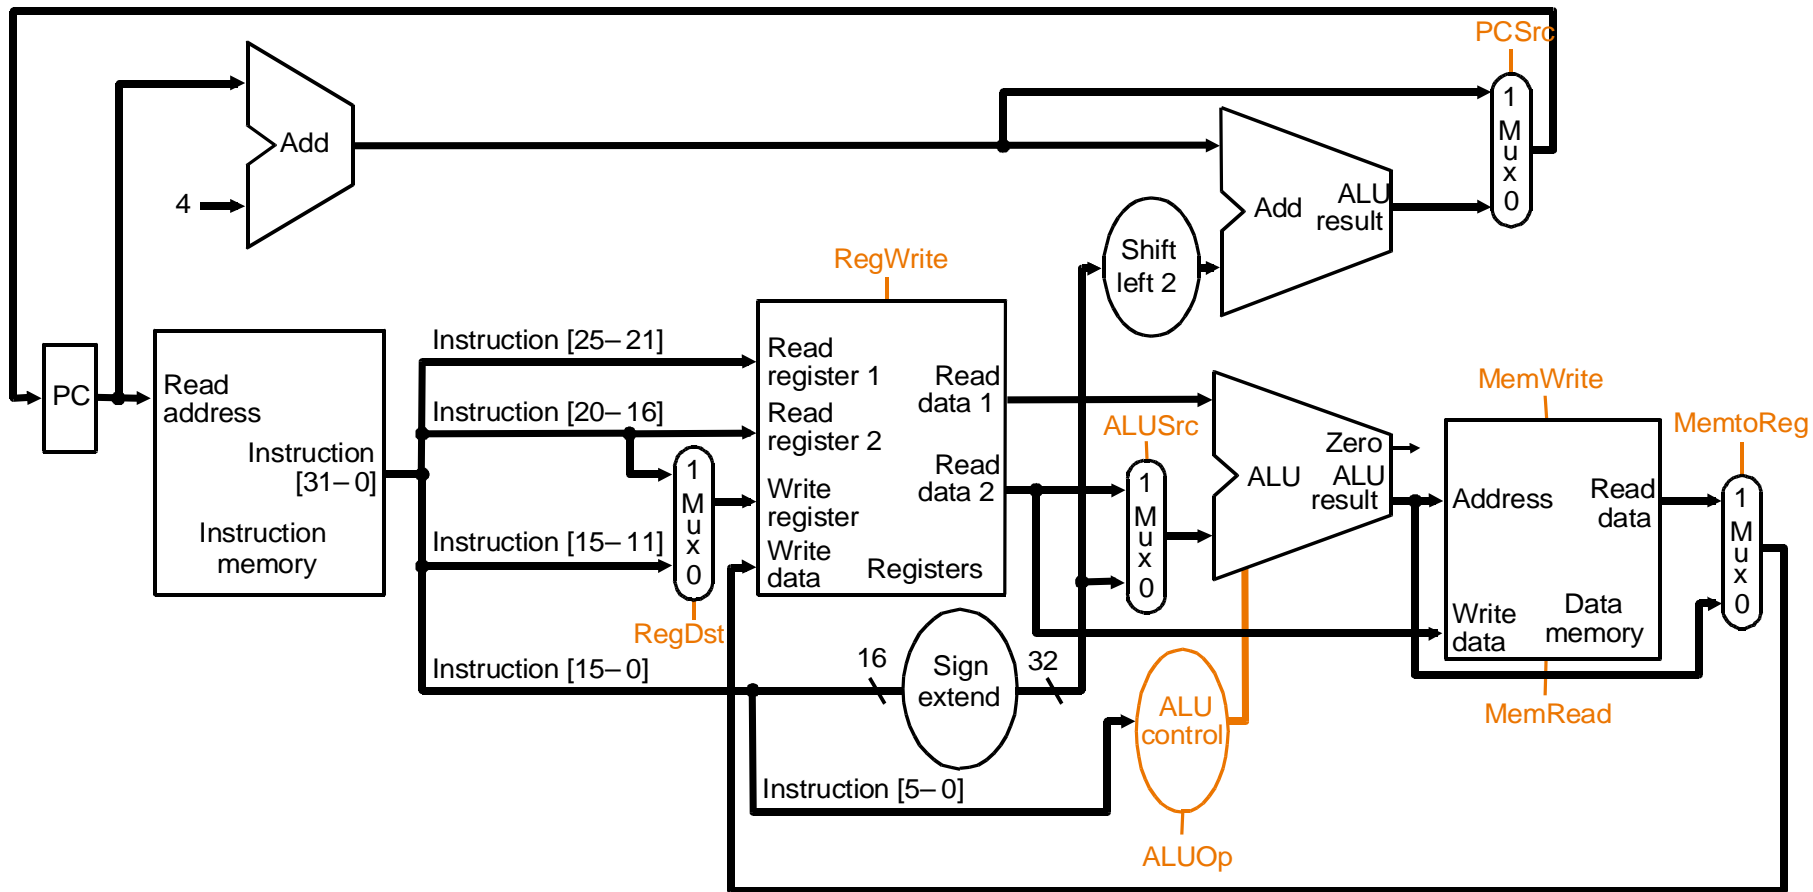 PCSrc
1
M
u
x
0
Add
4
ALU
Add
result
Shift
left 2
RegWrite
Instruction [25–21]
Read
register 1
Read
data 1
PC
Read
address
Instruction [20–16]
Read
register 2
Instruction
[31–0]
1
M
u
x
0
Write
register
Read
data 2
Instruction
memory
Instruction [15–11]
Write
data
Registers
RegDst
ALUSrc
1
M
u
x
0
Zero
ALU
ALU
result
MemWrite
Address
Read
data
Write
data
Data
memory
MemRead
MemtoReg
1
M
u
x
0
Instruction [15–0]
16
Sign
extend
32
ALU
control
Instruction [5–0]
ALUOp